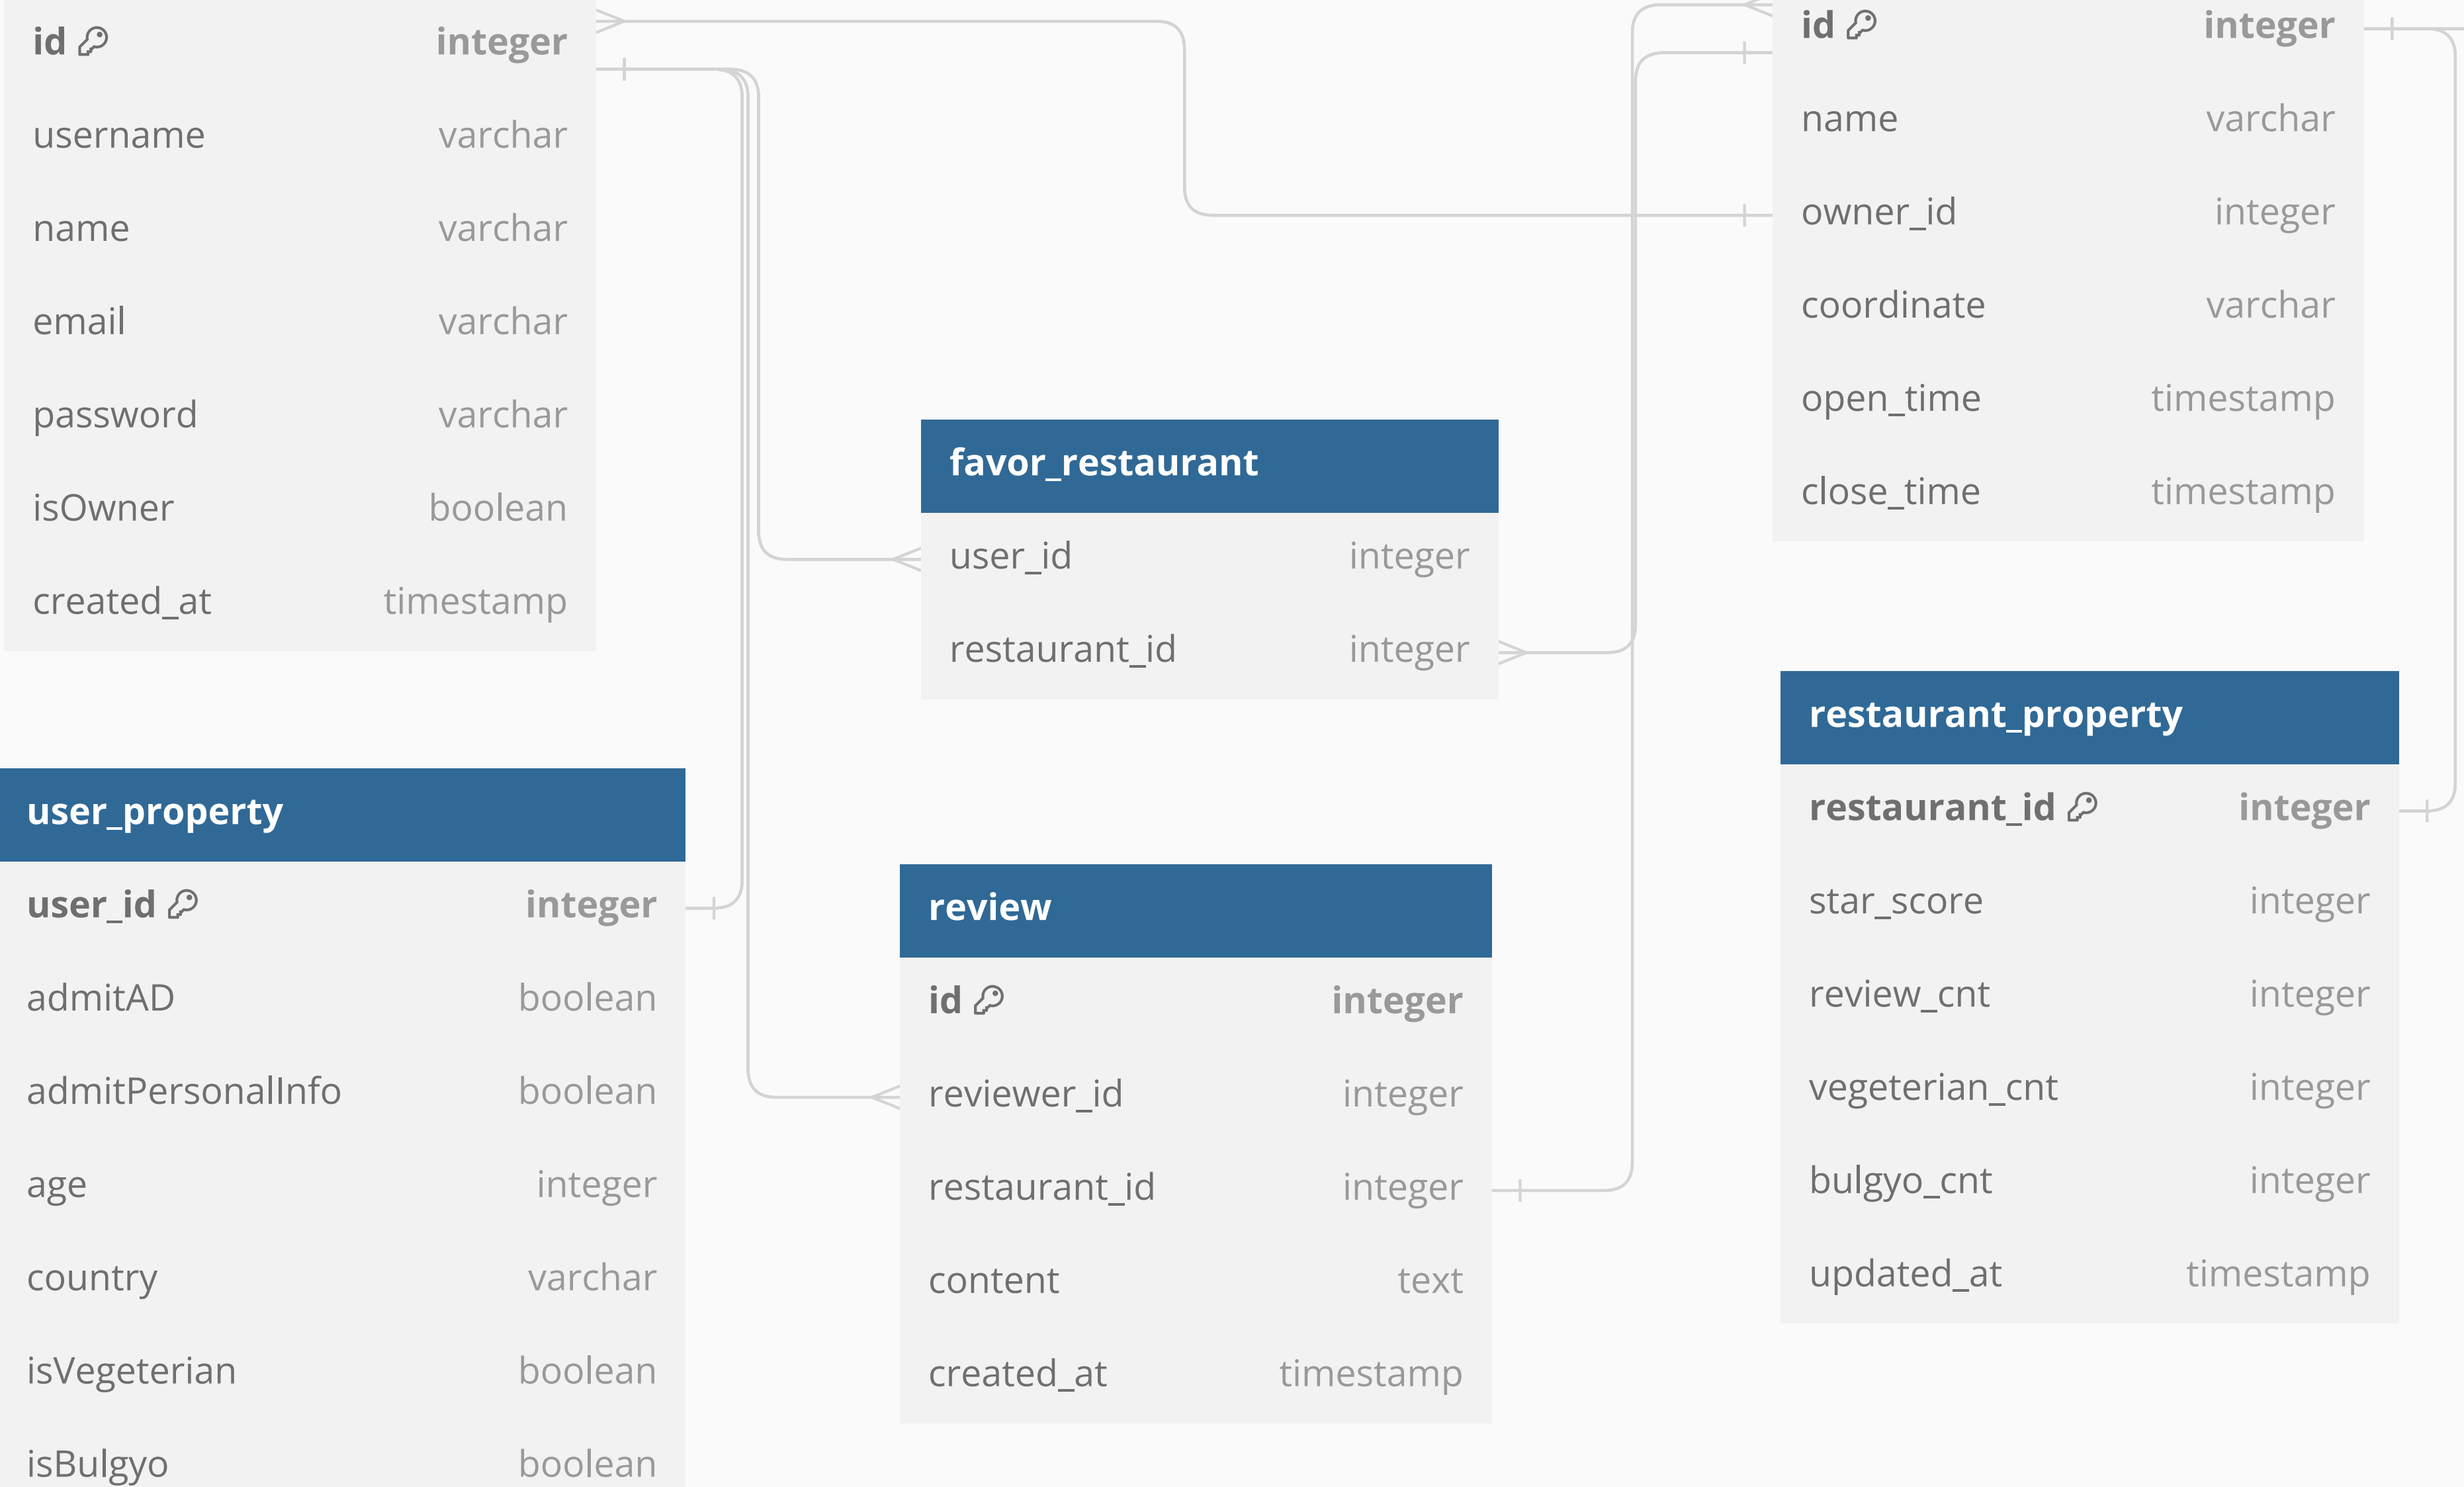 id integer
username varchar
name varchar
email varchar
password varchar
isOwner boolean
created_at timestamp
user_property
user_id integer
admitAD boolean
admitPersonalInfo boolean
age integer
country varchar
isVegeterian boolean
isBulgyo boolean
favor_restaurant
user_id integer
restaurant_id integer
review
id integer
reviewer_id integer
restaurant_id integer
content text
created_at timestamp
id integer
name varchar
owner_id integer
coordinate varchar
open_time timestamp
close_time timestamp
restaurant_property
restaurant_id integer
star_score integer
review_cnt integer
vegeterian_cnt integer
bulgyo_cnt integer
updated_at timestamp